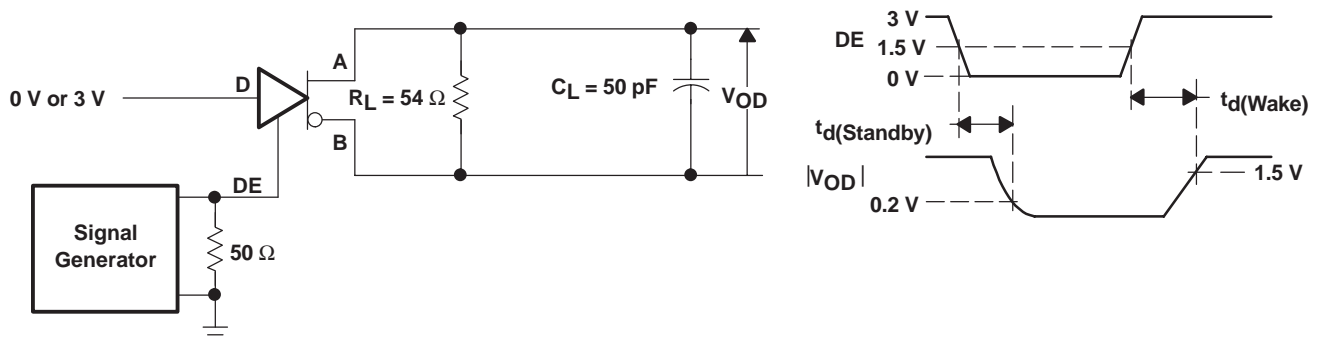 0 V or 3 V
D
A
B
R_L = 54 Ω
C_L = 50 pF
V_OD
DE
Signal
Generator
50 Ω
3 V
DE
1.5 V
0 V
t_d(Standby)
t_d(Wake)
|V_OD|
0.2 V
1.5 V